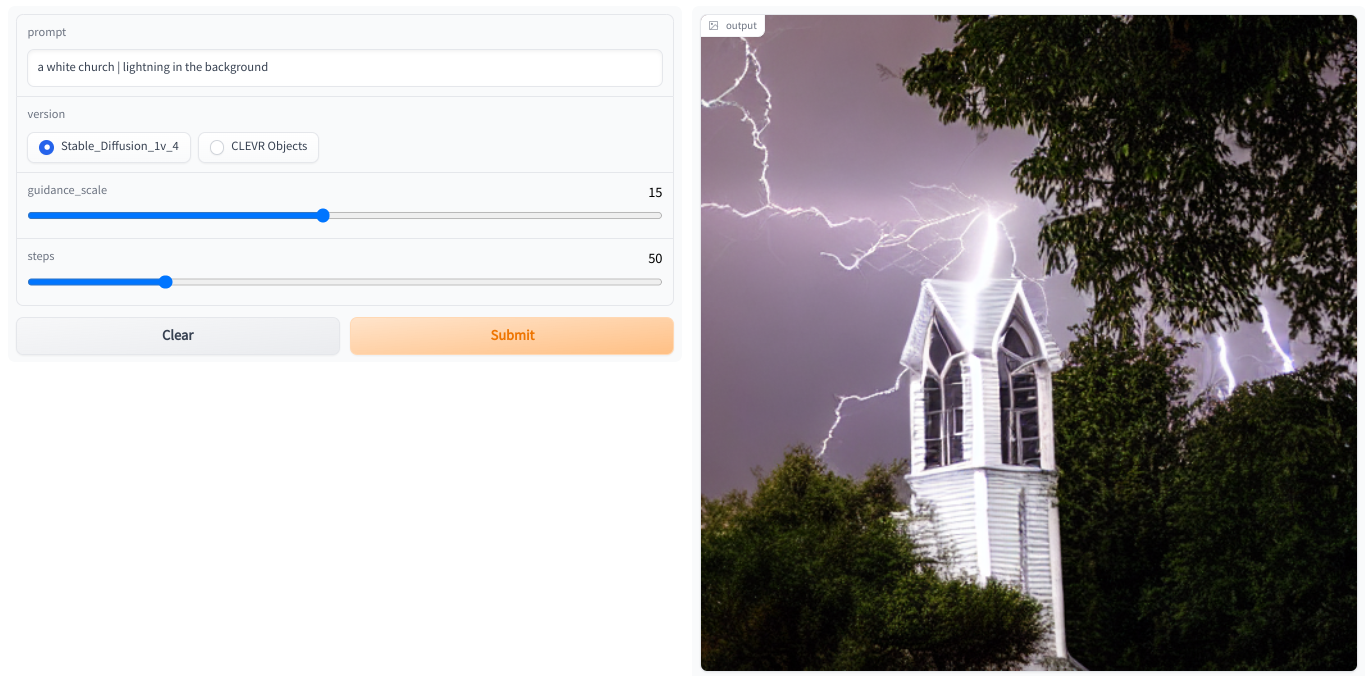 prompt
a white church | lightning in the background
version
Stable_Diffusion_1v_4
CLEVR Objects
guidance_scale
15
steps
50
Clear
Submit
output